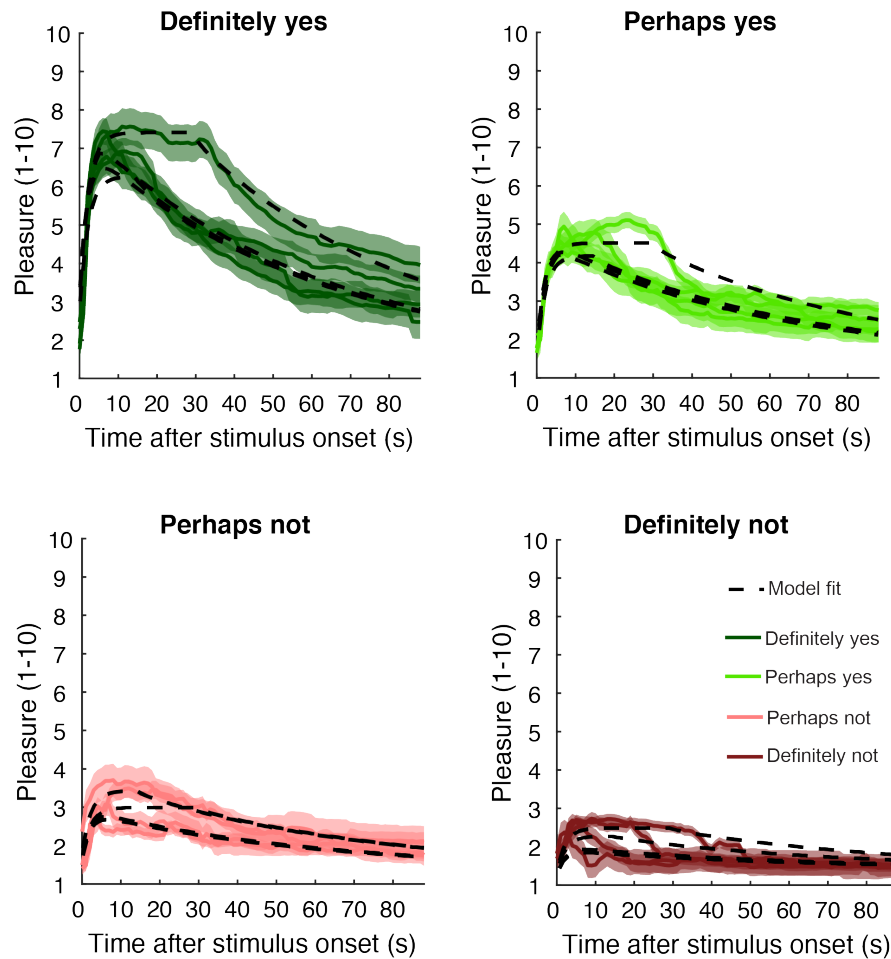 Definitely yes
10
9
8
7
6
5
4
3
2
1
Pleasure (1-10)
0 10 20 30 40 50 60 70 80
Time after stimulus onset (s)
Perhaps yes
10
9
8
7
6
5
4
3
2
1
Pleasure (1-10)
0 10 20 30 40 50 60 70 80
Time after stimulus onset (s)
Perhaps not
10
9
8
7
6
5
4
3
2
1
Pleasure (1-10)
0 10 20 30 40 50 60 70 80
Time after stimulus onset (s)
Definitely not
10
9
8
7
6
5
4
3
2
1
Pleasure (1-10)
0 10 20 30 40 50 60 70 80
Time after stimulus onset (s)
Model fit
Definitely yes
Perhaps yes
Perhaps not
Definitely not